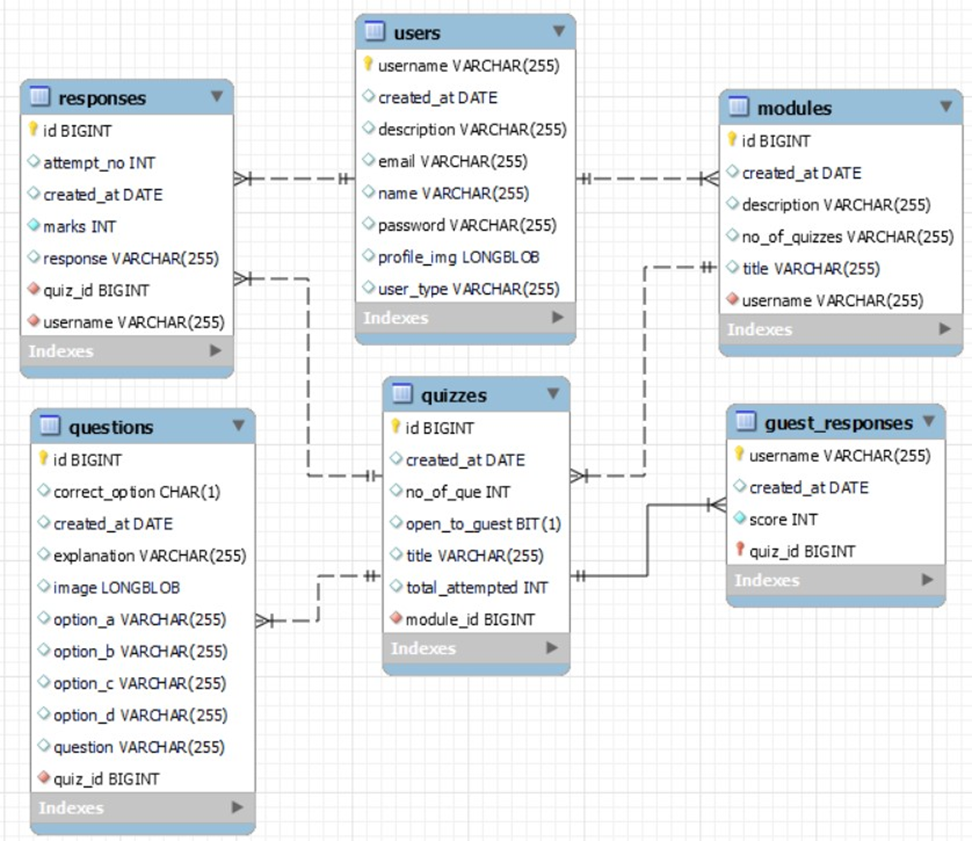 users
username VARCHAR(255)
created_at DATE
description VARCHAR(255)
email VARCHAR(255)
name VARCHAR(255)
password VARCHAR(255)
profile_img LONGBLOB
user_type VARCHAR(255)
Indexes
responses
id BIGINT
attempt_no INT
created_at DATE
marks INT
response VARCHAR(255)
quiz_id BIGINT
username VARCHAR(255)
Indexes
modules
id BIGINT
created_at DATE
description VARCHAR(255)
no_of_quizzes VARCHAR(255)
title VARCHAR(255)
username VARCHAR(255)
Indexes
questions
id BIGINT
correct_option CHAR(1)
created_at DATE
explanation VARCHAR(255)
image LONGBLOB
option_a VARCHAR(255)
option_b VARCHAR(255)
option_c VARCHAR(255)
option_d VARCHAR(255)
question VARCHAR(255)
quiz_id BIGINT
Indexes
quizzes
id BIGINT
created_at DATE
no_of_que INT
open_to_guest BIT(1)
title VARCHAR(255)
total_attempted INT
module_id BIGINT
Indexes
guest_responses
username VARCHAR(255)
created_at DATE
score INT
quiz_id BIGINT
Indexes